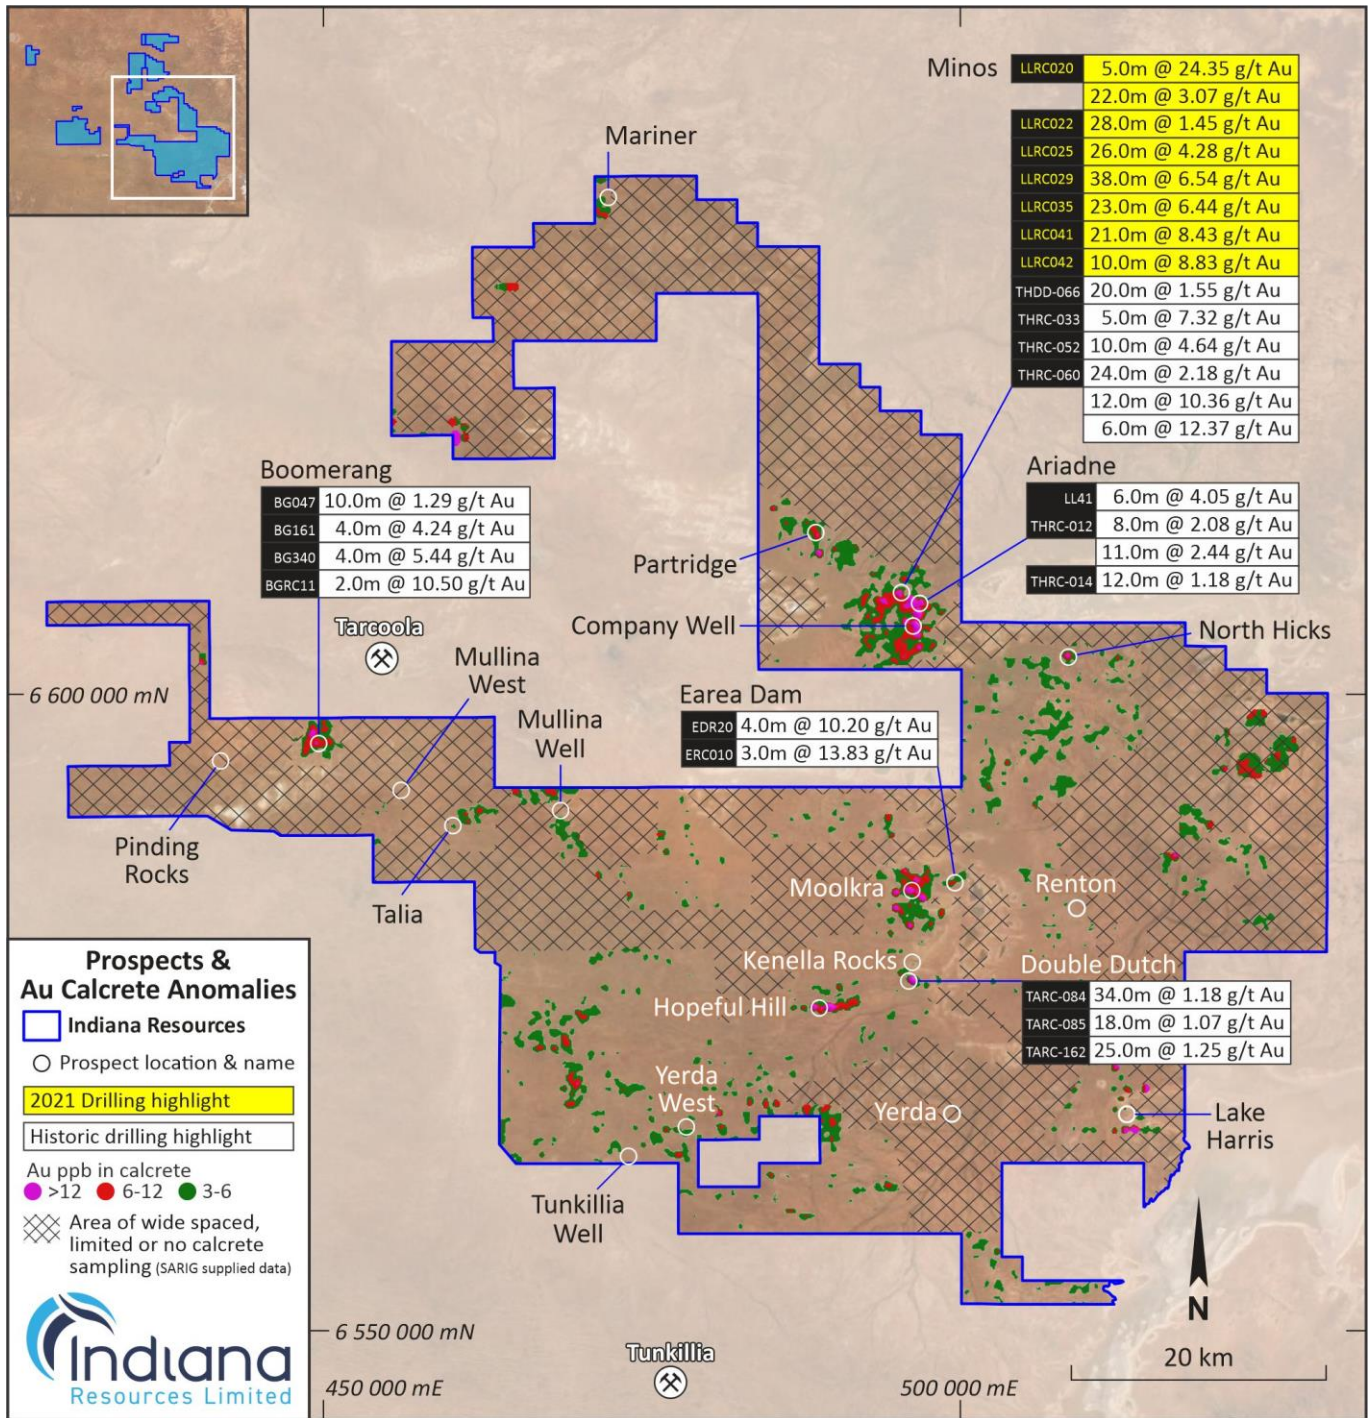 Minos
LLRC020 5.0m @ 24.35 g/t Au
22.0m @ 3.07 g/t Au
LLRC022 28.0m @ 1.45 g/t Au
LLRC025 26.0m @ 4.28 g/t Au
LLRC029 38.0m @ 6.54 g/t Au
LLRC035 23.0m @ 6.44 g/t Au
LLRC041 21.0m @ 8.43 g/t Au
LLRC042 10.0m @ 8.83 g/t Au
THDD-066 20.0m @ 1.55 g/t Au
THRC-033 5.0m @ 7.32 g/t Au
THRC-052 10.0m @ 4.64 g/t Au
THRC-060 24.0m @ 2.18 g/t Au
12.0m @ 10.36 g/t Au
6.0m @ 12.37 g/t Au
Mariner
Ariadne
LL41 6.0m @ 4.05 g/t Au
THRC-012 8.0m @ 2.08 g/t Au
11.0m @ 2.44 g/t Au
THRC-014 12.0m @ 1.18 g/t Au
Boomerang
BG047 10.0m @ 1.29 g/t Au
BG161 4.0m @ 4.24 g/t Au
BG340 4.0m @ 5.44 g/t Au
BGRC11 2.0m @ 10.50 g/t Au
Partridge
Company Well
North Hicks
Tarcoola
Mullina
West
Mullina
Well
6 600 000 mN
Earea Dam
EDR20 4.0m @ 10.20 g/t Au
ERC010 3.0m @ 13.83 g/t Au
Pinding
Rocks
Talia
Moolkra
Renton
Kenella Rocks
Double Dutch
TARC-084 34.0m @ 1.18 g/t Au
TARC-085 18.0m @ 1.07 g/t Au
TARC-162 25.0m @ 1.25 g/t Au
Hopeful Hill
Yerda
West
Yerda
Lake
Harris
Tunkillia
Well
Prospects &
Au Calcrete Anomalies
Indiana Resources
Prospect location & name
2021 Drilling highlight
Historic drilling highlight
Au ppb in calcrete
>12 6-12 3-6
Area of wide spaced,
limited or no calcrete
sampling (SARIG supplied data)
Indiana
Resources Limited
6 550 000 mN
450 000 mE
Tunkillia
500 000 mE
N
20 km